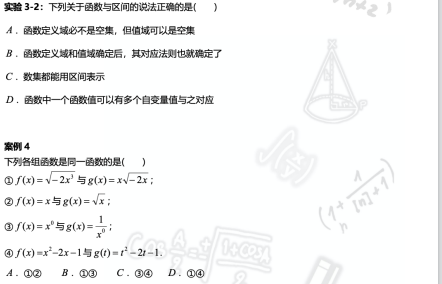 实验 3-2：下列关于函数与区间的说法正确的是(　　)
A．函数定义域必不是空集，但值域可以是空集
B．函数定义域和值域确定后，其对应法则也就确定了
C．数集都能用区间表示
D．函数中一个函数值可以有多个自变量值与之对应
案例 4
下列各组函数是同一函数的是(　　)
① f(x)=√(-2x³) 与 g(x)=x√(-2x)；
② f(x)=x 与 g(x)=√x；
③ f(x)=x⁰ 与 g(x)=1/x⁰；
④ f(x)=x²-2x-1 与 g(t)=t²-2t-1.
A．①②　B．①③　C．③④　D．①④